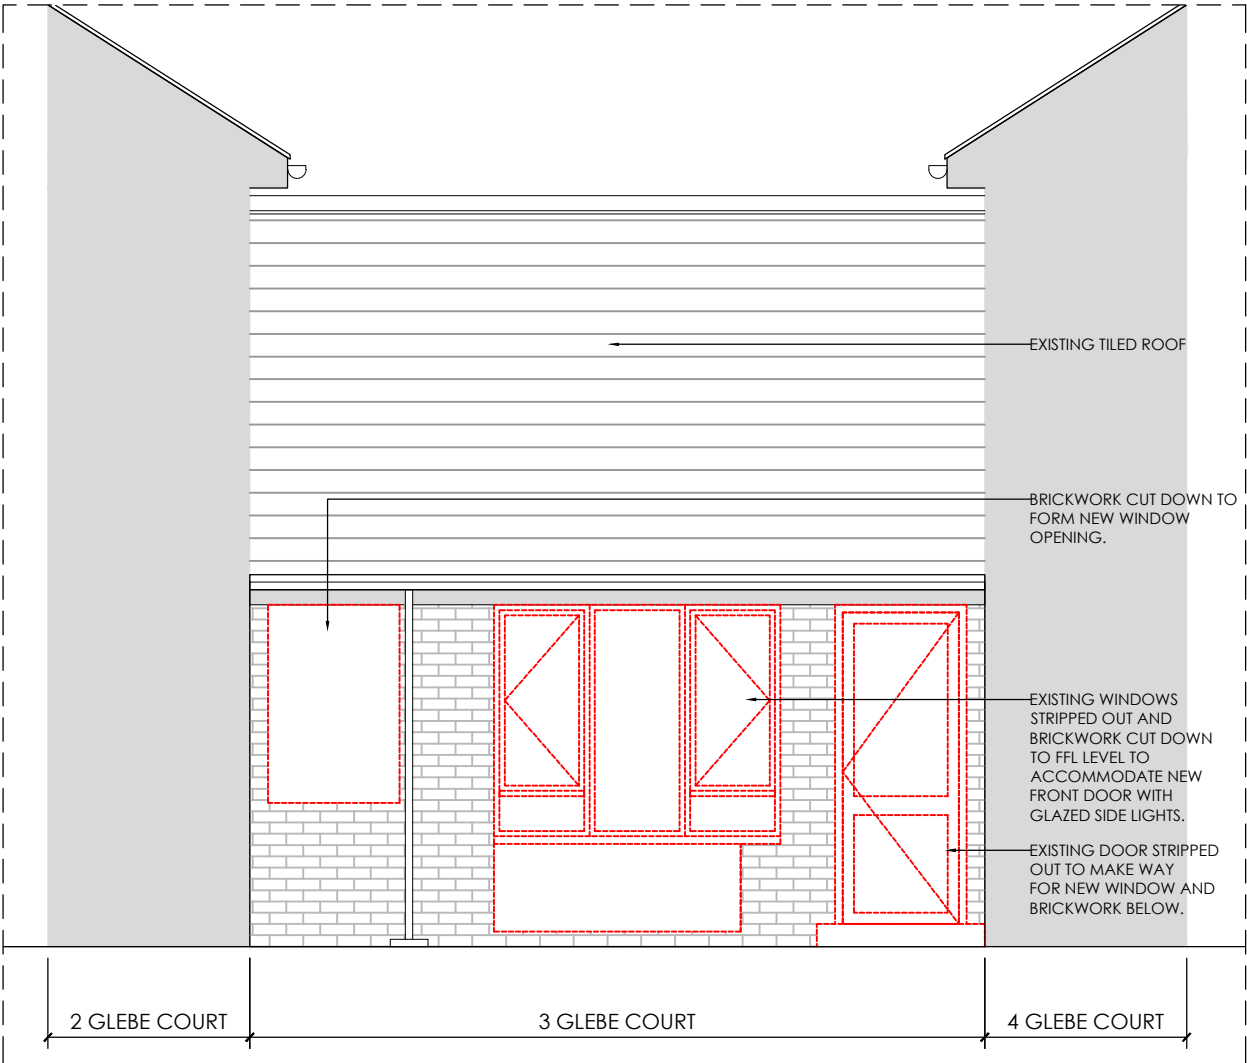 EXISTING TILED ROOF
BRICKWORK CUT DOWN TO
FORM NEW WINDOW
OPENING.
EXISTING WINDOWS
STRIPPED OUT AND
BRICKWORK CUT DOWN
TO FFL LEVEL TO
ACCOMMODATE NEW
FRONT DOOR WITH
GLAZED SIDE LIGHTS.
EXISTING DOOR STRIPPED
OUT TO MAKE WAY
FOR NEW WINDOW AND
BRICKWORK BELOW.
2 GLEBE COURT
3 GLEBE COURT
4 GLEBE COURT